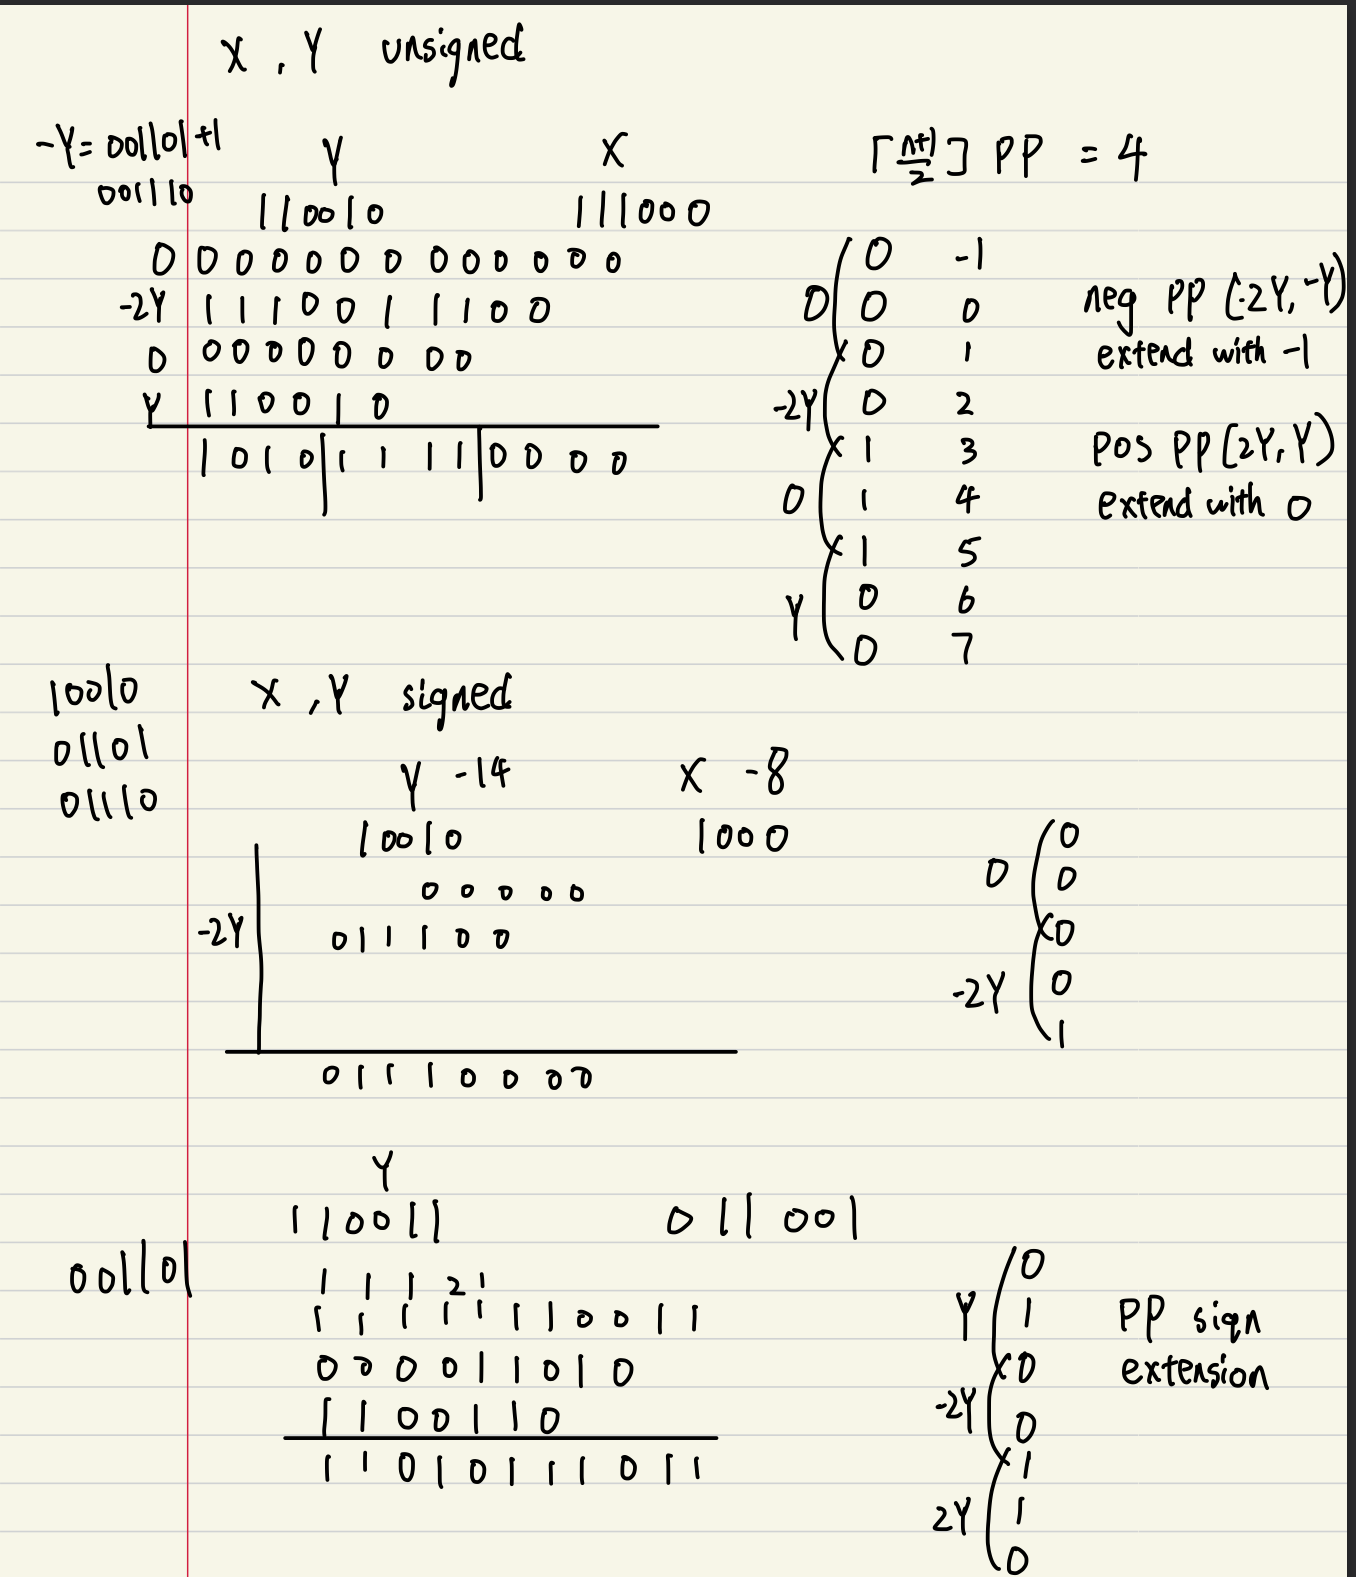 X , Y unsigned
-Y= 001101 +1
001110
Y X
⌈n+1/2⌉ PP = 4
110010 111000
0 0 0 0 0 0 0 0 0 0 0 0 0
-2Y 1 1 1 0 0 1 1 1 0 0
0 0 0 0 0 0 0 0 0
Y 1 1 0 0 1 0
1 0 1 0 | 1 1 1 1 | 0 0 0 0
0 -1
0 0 0
0 1
-2Y 0 2
1 3
0 1 4
1 5
Y 0 6
0 7
neg PP (-2Y, -Y)
extend with -1
pos PP (2Y, Y)
extend with 0
10010
01101
01110
X , Y signed
Y -14 X -8
10010 1000
0 0 0 0 0
-2Y 0 1 1 1 0 0
0 1 1 1 0 0 0 0
0
0 0
0
-2Y 0
1
Y
110011 011001
001101
1 1 1 2 1
1 1 1 1 1 1 1 0 0 1 1
0 0 0 0 1 1 0 1 0
1 1 0 0 1 1 0
1 1 0 1 0 1 1 1 0 1 1
0
Y 1
0
-2Y 0
1
2Y 1
0
PP sign
extension